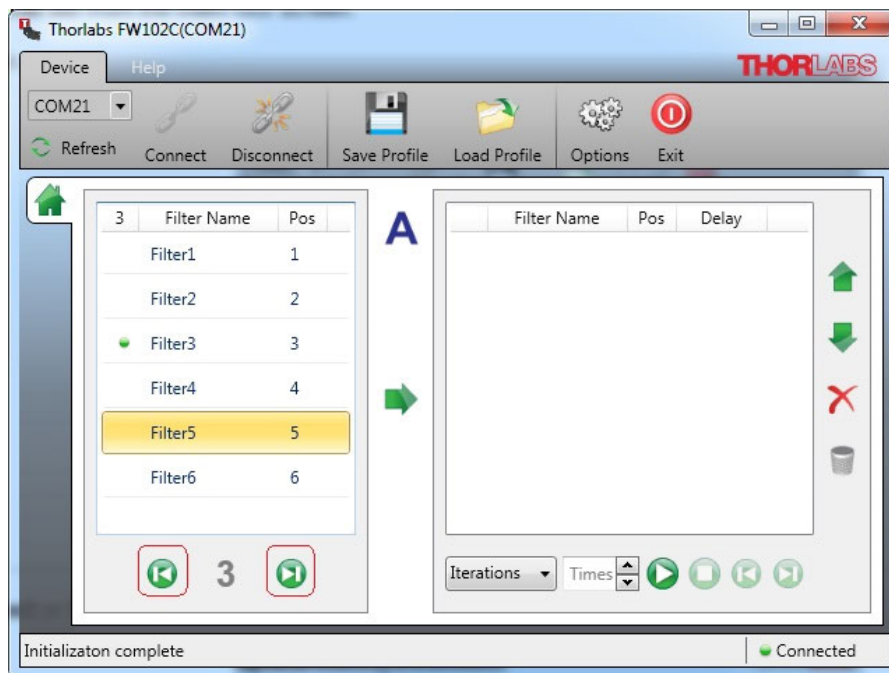 Thorlabs FW102C(COM21)
Device Help
THORLABS
COM21
Refresh Connect Disconnect Save Profile Load Profile Options Exit
3 Filter Name Pos
Filter1 1
Filter2 2
Filter3 3
Filter4 4
Filter5 5
Filter6 6
3
A
Filter Name Pos Delay
Iterations Times
Initializaton complete
Connected